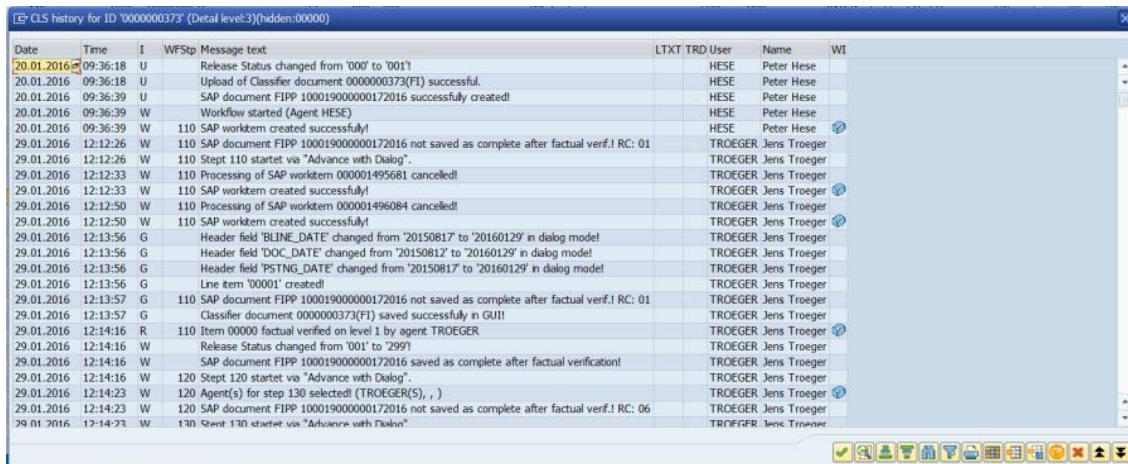 CLS history for ID '0000000373' (Detail level:3)(hidden:00000)
Date Time I WFStp Message text LTXT TRD User Name WI
20.01.2016 09:36:18 U Release Status changed from '000' to '001'! HESE Peter Hese
20.01.2016 09:36:18 U Upload of Classifier document 0000000373(FI) successful. HESE Peter Hese
20.01.2016 09:36:39 U SAP document FIPP 100019000000172016 successfully created! HESE Peter Hese
20.01.2016 09:36:39 W Workflow started (Agent HESE) HESE Peter Hese
20.01.2016 09:36:39 W 110 SAP workitem created successfully! HESE Peter Hese
29.01.2016 12:12:26 W 110 SAP document FIPP 100019000000172016 not saved as complete after factual verif.! RC: 01 TROEGER Jens Troeger
29.01.2016 12:12:26 W 110 Stept 110 startet via "Advance with Dialog". TROEGER Jens Troeger
29.01.2016 12:12:33 W 110 Processing of SAP workitem 000001495681 cancelled! TROEGER Jens Troeger
29.01.2016 12:12:33 W 110 SAP workitem created successfully! TROEGER Jens Troeger
29.01.2016 12:12:50 W 110 Processing of SAP workitem 000001496084 cancelled! TROEGER Jens Troeger
29.01.2016 12:12:50 W 110 SAP workitem created successfully! TROEGER Jens Troeger
29.01.2016 12:13:56 G Header field 'BLINE_DATE' changed from '20150817' to '20160129' in dialog mode! TROEGER Jens Troeger
29.01.2016 12:13:56 G Header field 'DOC_DATE' changed from '20150812' to '20160129' in dialog mode! TROEGER Jens Troeger
29.01.2016 12:13:56 G Header field 'PSTNG_DATE' changed from '20150817' to '20160129' in dialog mode! TROEGER Jens Troeger
29.01.2016 12:13:56 G Line item '00001' created! TROEGER Jens Troeger
29.01.2016 12:13:57 G 110 SAP document FIPP 100019000000172016 not saved as complete after factual verif.! RC: 01 TROEGER Jens Troeger
29.01.2016 12:13:57 G Classifier document 0000000373(FI) saved successfully in GUI! TROEGER Jens Troeger
29.01.2016 12:14:16 R 110 Item 00000 factual verified on level 1 by agent TROEGER TROEGER Jens Troeger
29.01.2016 12:14:16 W Release Status changed from '001' to '299'! TROEGER Jens Troeger
29.01.2016 12:14:16 W SAP document FIPP 100019000000172016 saved as complete after factual verification! TROEGER Jens Troeger
29.01.2016 12:14:16 W 120 Stept 120 startet via "Advance with Dialog". TROEGER Jens Troeger
29.01.2016 12:14:23 W 120 Agent(s) for step 130 selected! (TROEGER(S), , ) TROEGER Jens Troeger
29.01.2016 12:14:23 W 120 SAP document FIPP 100019000000172016 not saved as complete after factual verif.! RC: 06 TROEGER Jens Troeger
29.01.2016 12:14:23 W 130 Stept 130 startet via "Advance with Dialog" TROEGER Jens Troeger